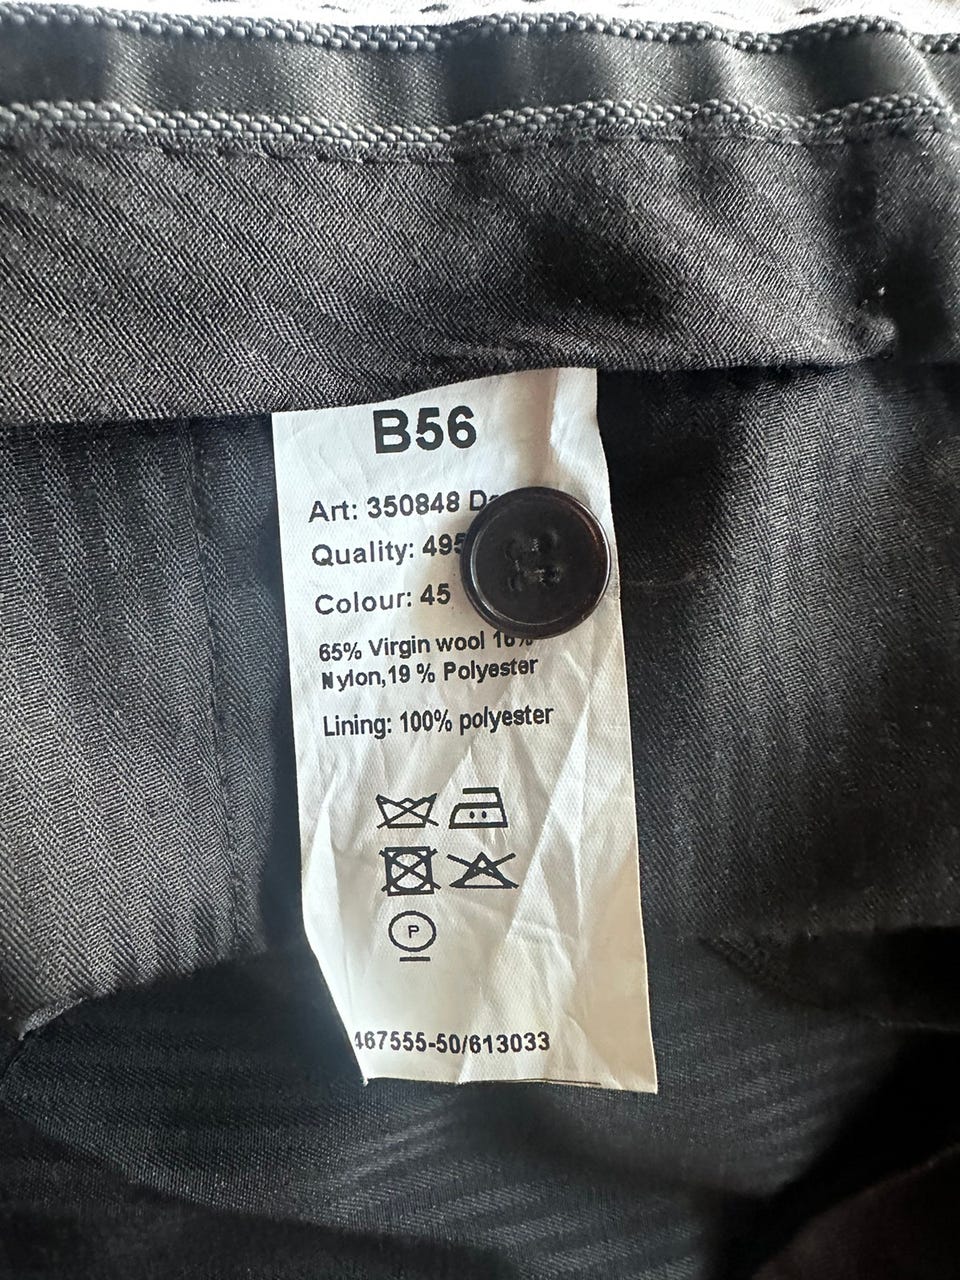 B56
Art: 350848
Quality: 495
Colour: 45
65% Virgin wool 16%
Nylon,19 % Polyester
Lining: 100% polyester
P
467555-50/613033